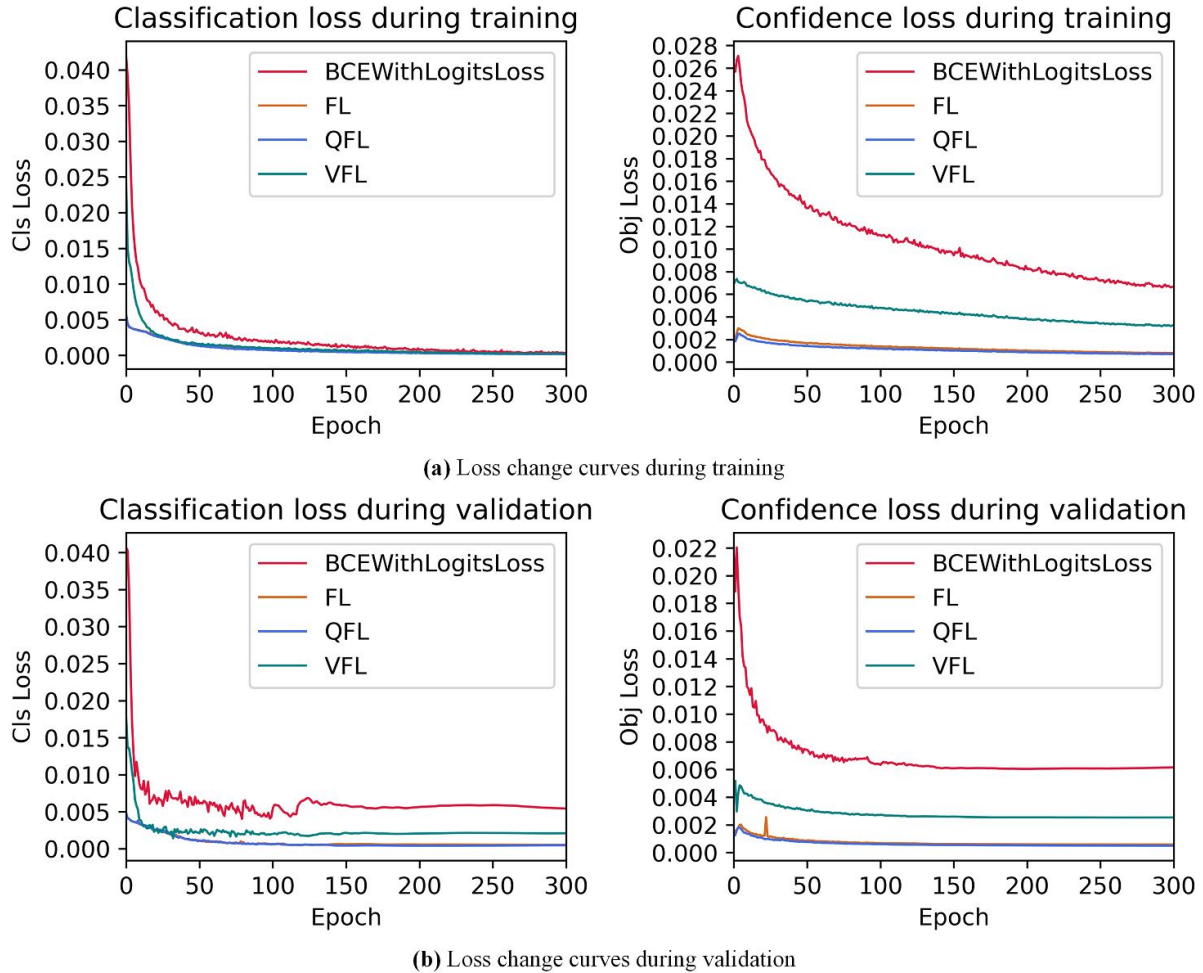 Classification loss during training
Cls Loss
0.040
0.035
0.030
0.025
0.020
0.015
0.010
0.005
0.000
BCEWithLogitsLoss
FL
QFL
VFL
0 50 100 150 200 250 300
Epoch
Confidence loss during training
Obj Loss
0.028
0.026
0.024
0.022
0.020
0.018
0.016
0.014
0.012
0.010
0.008
0.006
0.004
0.002
0.000
BCEWithLogitsLoss
FL
QFL
VFL
0 50 100 150 200 250 300
Epoch
(a) Loss change curves during training
Classification loss during validation
Cls Loss
0.040
0.035
0.030
0.025
0.020
0.015
0.010
0.005
0.000
BCEWithLogitsLoss
FL
QFL
VFL
0 50 100 150 200 250 300
Epoch
Confidence loss during validation
Obj Loss
0.022
0.020
0.018
0.016
0.014
0.012
0.010
0.008
0.006
0.004
0.002
0.000
BCEWithLogitsLoss
FL
QFL
VFL
0 50 100 150 200 250 300
Epoch
(b) Loss change curves during validation